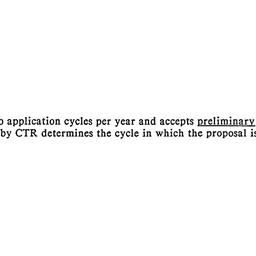 o application cycles per year and accepts preliminary
by CTR determines the cycle in which the proposal is